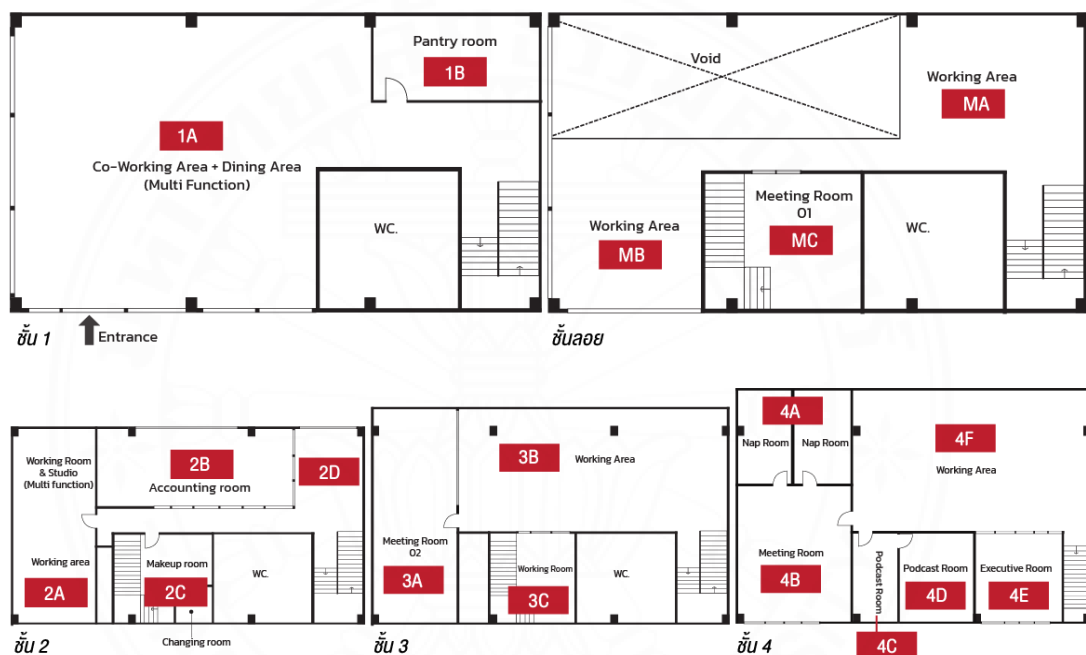 Pantry room
1B
1A
Co-Working Area + Dining Area
(Multi Function)
WC.
ชั้น 1
Entrance
Void
Working Area
MA
Meeting Room
01
MC
Working Area
MB
WC.
ชั้นลอย
Working Room
& Studio
(Multi function)
2B
Accounting room
2D
Working area
2A
Makeup room
2C
WC.
Changing room
ชั้น 2
3B
Working Area
Meeting Room
02
3A
Working Room
3C
WC.
ชั้น 3
4A
Nap Room
Nap Room
4F
Working Area
Meeting Room
4B
Podcast Room
4C
Podcast Room
4D
Executive Room
4E
ชั้น 4